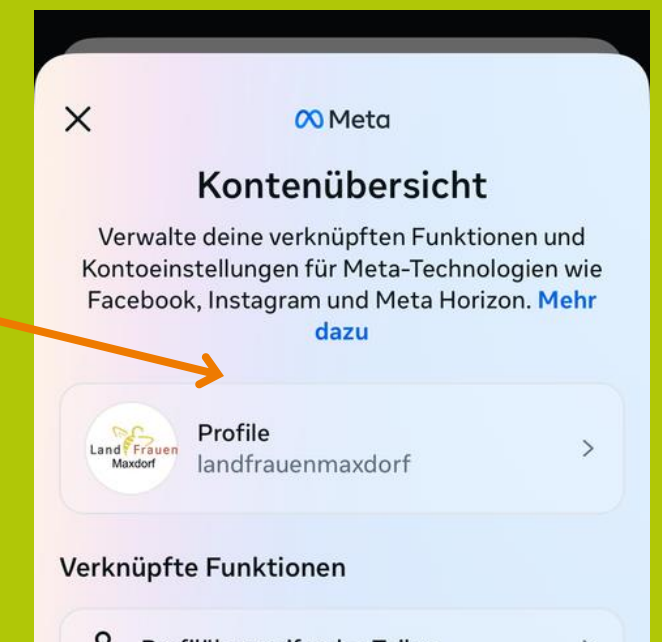 Meta
Kontenübersicht
Verwalte deine verknüpften Funktionen und
Kontoeinstellungen für Meta-Technologien wie
Facebook, Instagram und Meta Horizon. Mehr
dazu
Land Frauen
Maxdorf
Profile
landfrauenmaxdorf
Verknüpfte Funktionen